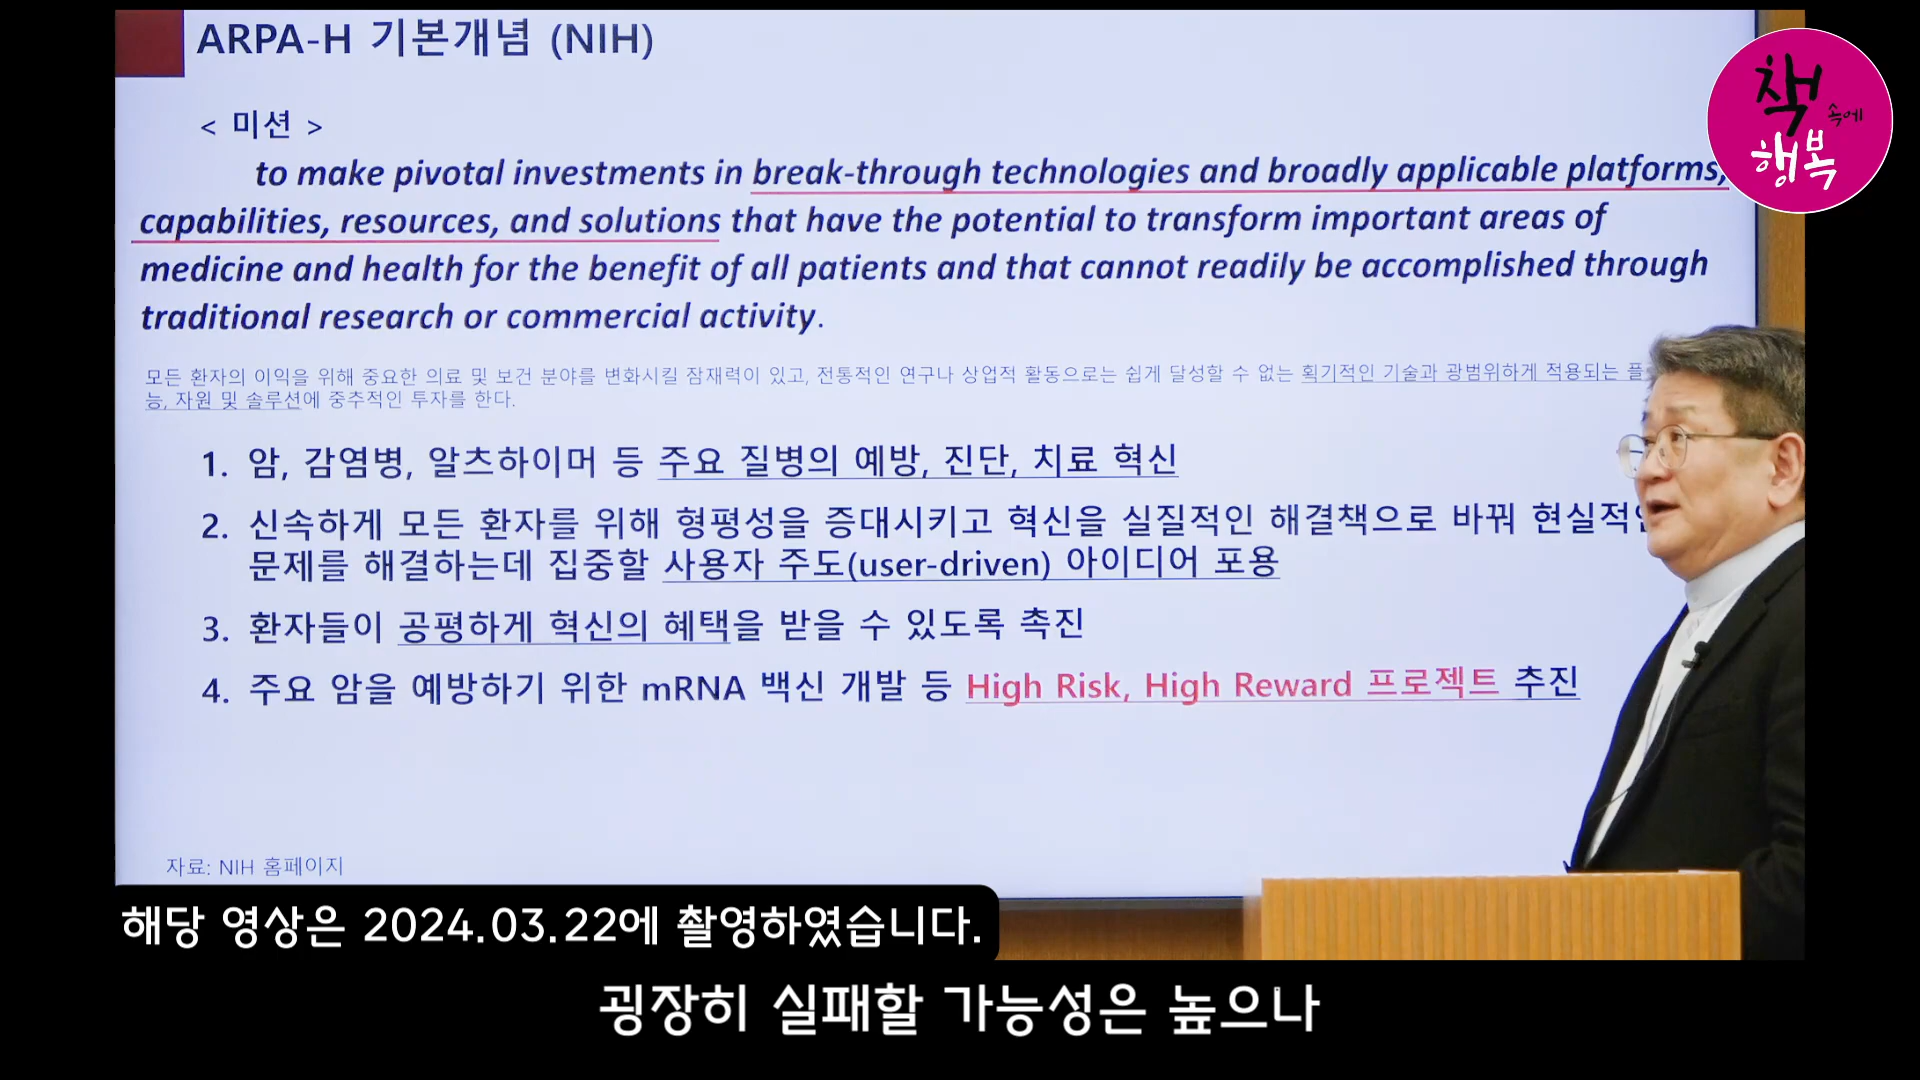 ARPA-H 기본개념 (NIH)
책
속에
행복
< 미션 >
to make pivotal investments in break-through technologies and broadly applicable platforms,
capabilities, resources, and solutions that have the potential to transform important areas of
medicine and health for the benefit of all patients and that cannot readily be accomplished through
traditional research or commercial activity.
모든 환자의 이익을 위해 중요한 의료 및 보건 분야를 변화시킬 잠재력이 있고, 전통적인 연구나 상업적 활동으로는 쉽게 달성할 수 없는 획기적인 기술과 광범위하게 적용되는 플
능, 자원 및 솔루션에 중추적인 투자를 한다.
1. 암, 감염병, 알츠하이머 등 주요 질병의 예방, 진단, 치료 혁신
2. 신속하게 모든 환자를 위해 형평성을 증대시키고 혁신을 실질적인 해결책으로 바꿔 현실적인
문제를 해결하는데 집중할 사용자 주도(user-driven) 아이디어 포용
3. 환자들이 공평하게 혁신의 혜택을 받을 수 있도록 촉진
4. 주요 암을 예방하기 위한 mRNA 백신 개발 등 High Risk, High Reward 프로젝트 추진
자료: NIH 홈페이지
해당 영상은 2024.03.22에 촬영하였습니다.
굉장히 실패할 가능성은 높으나